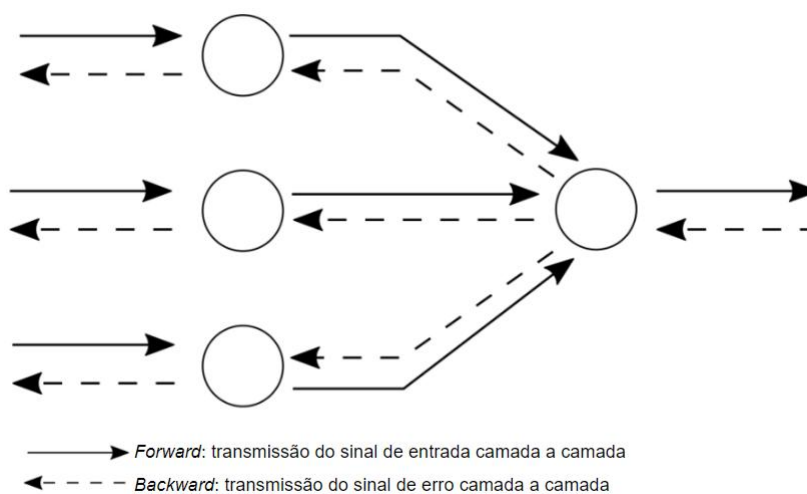 Forward: transmissão do sinal de entrada camada a camada
Backward: transmissão do sinal de erro camada a camada